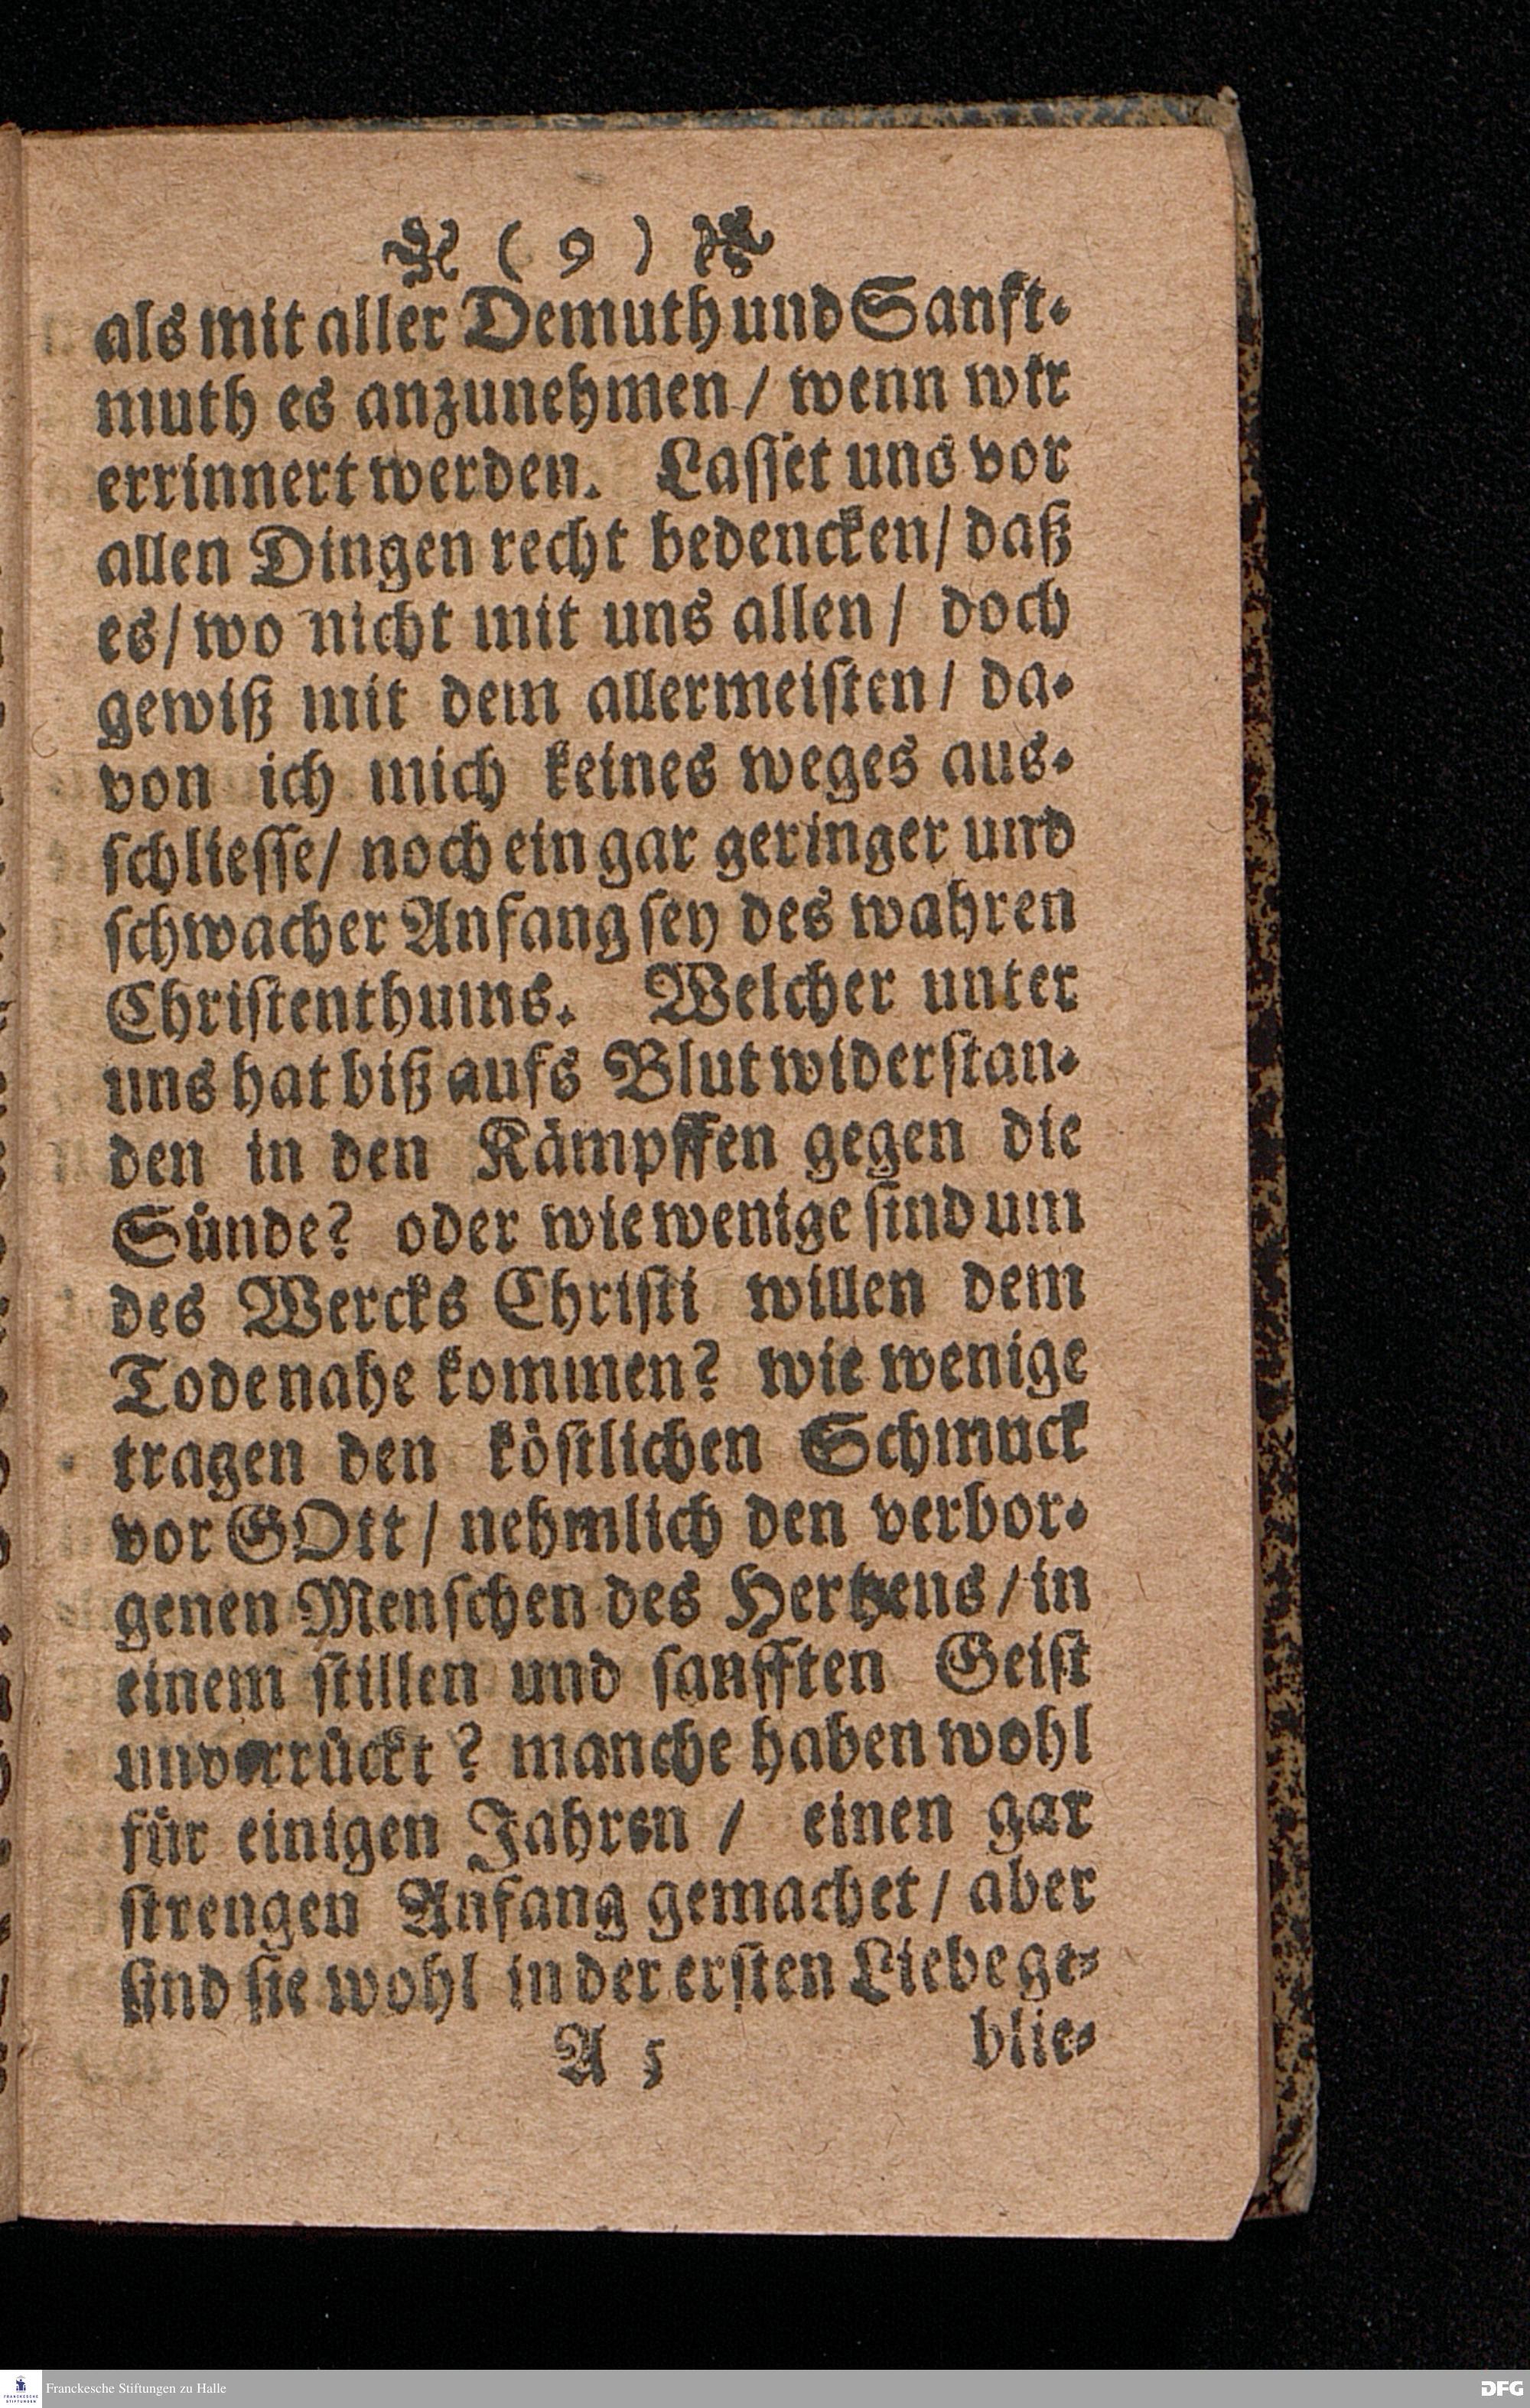 ( 9 )
als mit aller Demuth und Sanft-
muth es anzunehmen / wenn wir
errinnert werden. Lasset uns vor
allen Dingen recht bedencken / daß
es / wo nicht mit uns allen / doch
gewiß mit dem allermeisten / da-
von ich mich keines weges aus-
schliesse / noch ein gar geringer und
schwacher Anfang sey des wahren
Christenthums. Welcher unter
uns hat biß aufs Blut widerstan-
den in den Kämpffen gegen die
Sünde? oder wie wenige sind um
des Wercks Christi willen dem
Tode nahe kommen? wie wenige
tragen den köstlichen Schmuck
vor GOtt / nehmlich den verbor-
genen Menschen des Hertzens / in
einem stillen und sanfften Geist
unverrückt? manche haben wohl
für einigen Jahren / einen gar
strengen Anfang gemachet / aber
sind sie wohl in der ersten Liebe ge-
A 5 blie-
Franckesche Stiftungen zu Halle
DFG